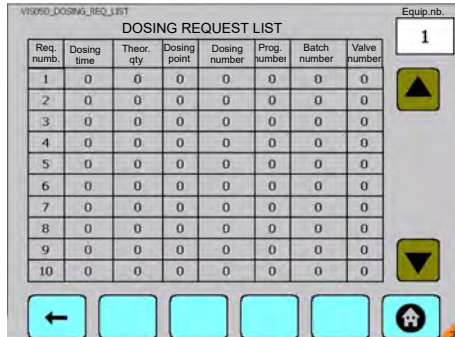 VIS050_DOSING_REQ_LIST
Equip.nb.
DOSING REQUEST LIST
1
Req. numb. Dosing time Theor. qty Dosing point Dosing number Prog. number Batch number Valve number
1 0 0 0 0 0 0 0
2 0 0 0 0 0 0 0
3 0 0 0 0 0 0 0
4 0 0 0 0 0 0 0
5 0 0 0 0 0 0 0
6 0 0 0 0 0 0 0
7 0 0 0 0 0 0 0
8 0 0 0 0 0 0 0
9 0 0 0 0 0 0 0
10 0 0 0 0 0 0 0